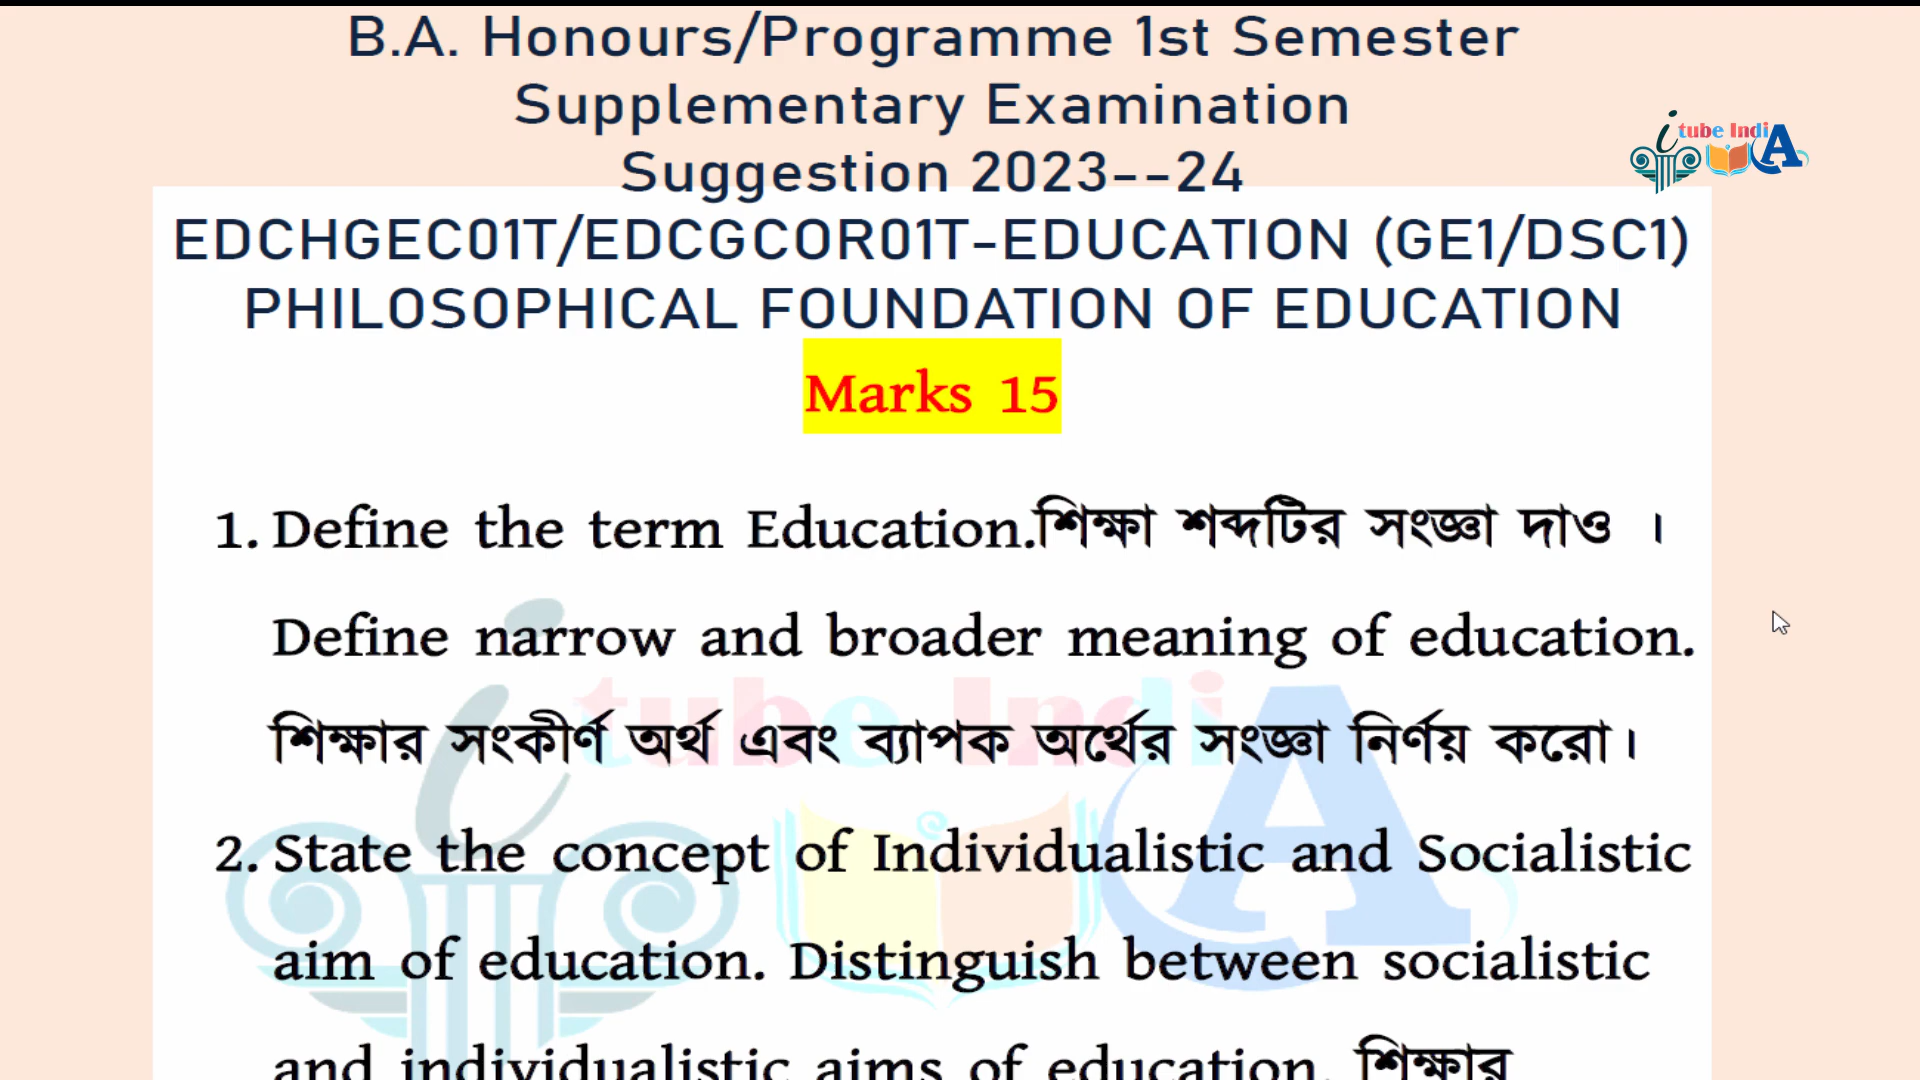 B.A. Honours/Programme 1st Semester
Supplementary Examination
Suggestion 2023--24
i tube IndiA
EDCHGEC01T/EDCGCOR01T-EDUCATION (GE1/DSC1)
PHILOSOPHICAL FOUNDATION OF EDUCATION
Marks 15
1. Define the term Education.শিক্ষা শব্দটির সংজ্ঞা দাও ।
Define narrow and broader meaning of education.
শিক্ষার সংকীর্ণ অর্থ এবং ব্যাপক অর্থের সংজ্ঞা নির্ণয় করো।
i tube IndiA
2. State the concept of Individualistic and Socialistic
aim of education. Distinguish between socialistic
and individualistic aims of education. শিক্ষার